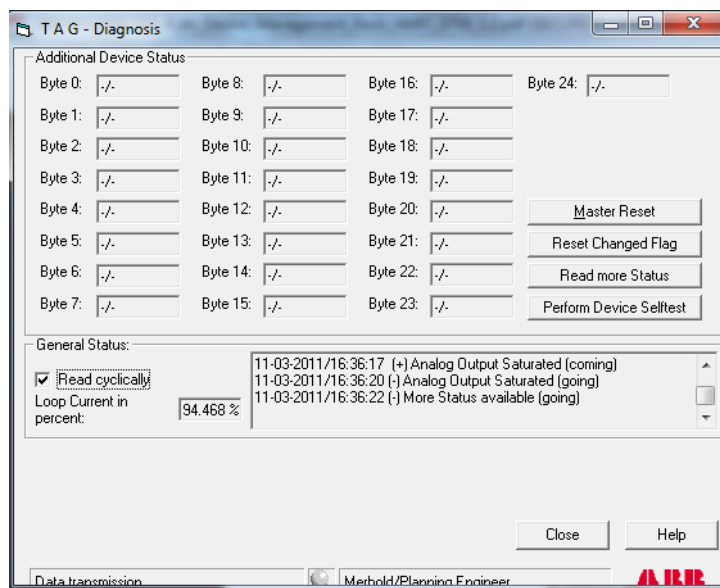 T A G - Diagnosis
Additional Device Status
Byte 0: -/- Byte 8: -/- Byte 16: -/- Byte 24: -/-
Byte 1: -/- Byte 9: -/- Byte 17: -/-
Byte 2: -/- Byte 10: -/- Byte 18: -/-
Byte 3: -/- Byte 11: -/- Byte 19: -/-
Byte 4: -/- Byte 12: -/- Byte 20: -/- Master Reset
Byte 5: -/- Byte 13: -/- Byte 21: -/- Reset Changed Flag
Byte 6: -/- Byte 14: -/- Byte 22: -/- Read more Status
Byte 7: -/- Byte 15: -/- Byte 23: -/- Perform Device Selftest
General Status:
Read cyclically
Loop Current in
percent:
94.468 %
11-03-2011/16:36:17 (+) Analog Output Saturated (coming)
11-03-2011/16:36:20 (-) Analog Output Saturated (going)
11-03-2011/16:36:22 (-) More Status available (going)
Close Help
Data transmission Merbold/Planning Engineer ABB